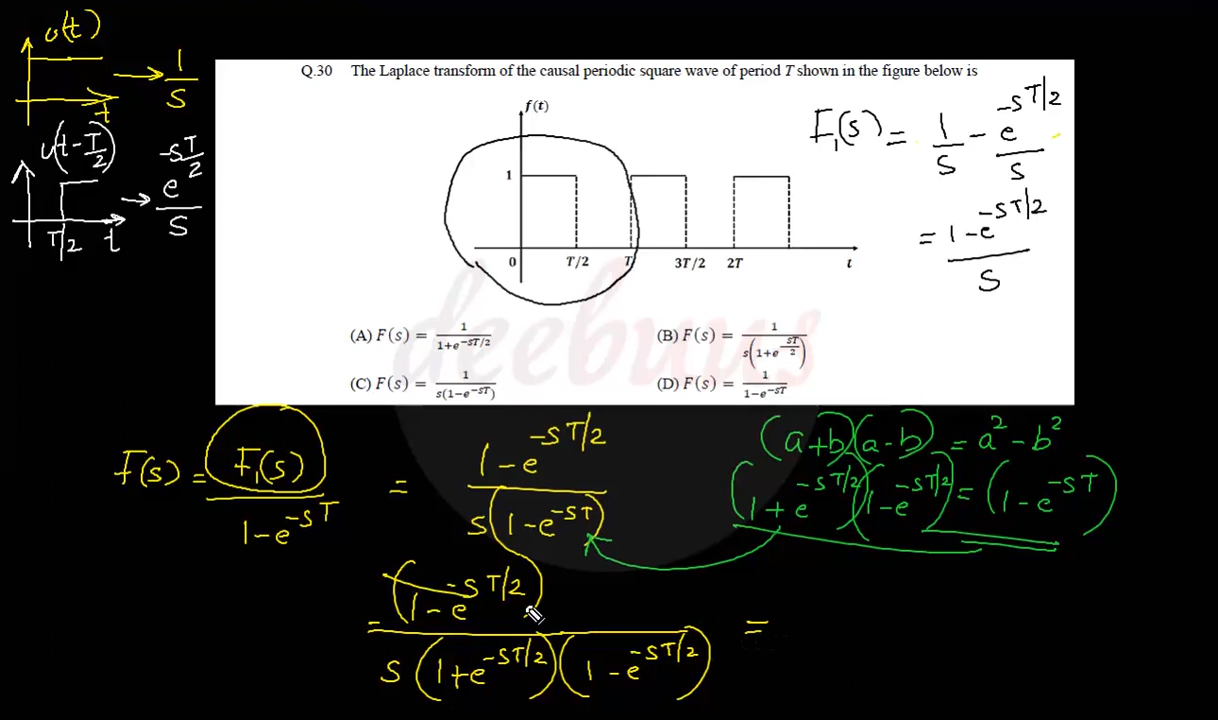 u(t)
t
→ 1/s
u(t-T/2)
T/2 t
→ e^{-sT/2}/s
Q.30 The Laplace transform of the causal periodic square wave of period T shown in the figure below is
f(t)
1
0 T/2 T 3T/2 2T t
F₁(s) = 1/s - e^{-sT/2}/s
= (1-e^{-sT/2})/s
(A) F(s) = 1/(1+e^{-sT/2})
(B) F(s) = 1/(s(1+e^{-sT/2}))
(C) F(s) = 1/(s(1-e^{-sT}))
(D) F(s) = 1/(1-e^{-sT})
deebuus
F(s) = F₁(s)/(1-e^{-sT}) = (1-e^{-sT/2})/(s(1-e^{-sT}))
(a+b)(a-b) = a²-b²
(1+e^{-sT/2})(1-e^{-sT/2}) = (1-e^{-sT})
= (1-e^{-sT/2})/(s(1+e^{-sT/2})(1-e^{-sT/2})) =